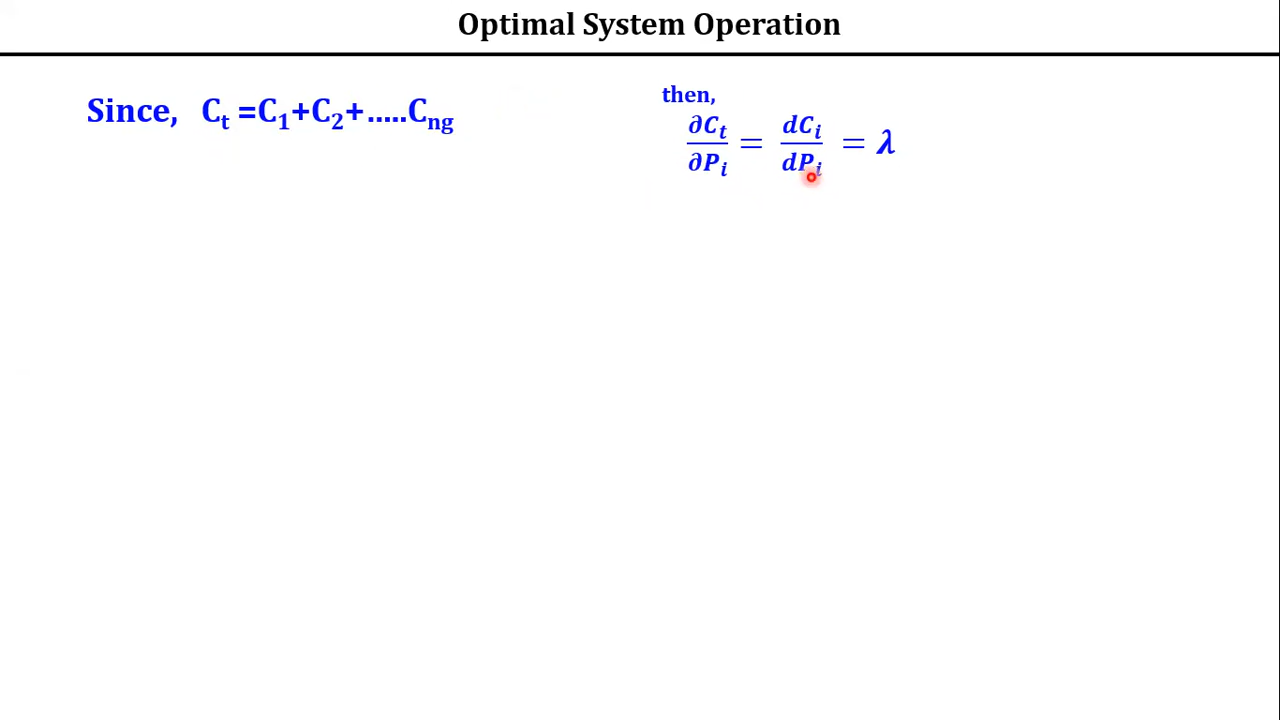 Optimal System Operation
Since, Cₜ =C₁+C₂+.....Cng
then,
∂Cₜ/∂Pᵢ = dCᵢ/dPᵢ = λ